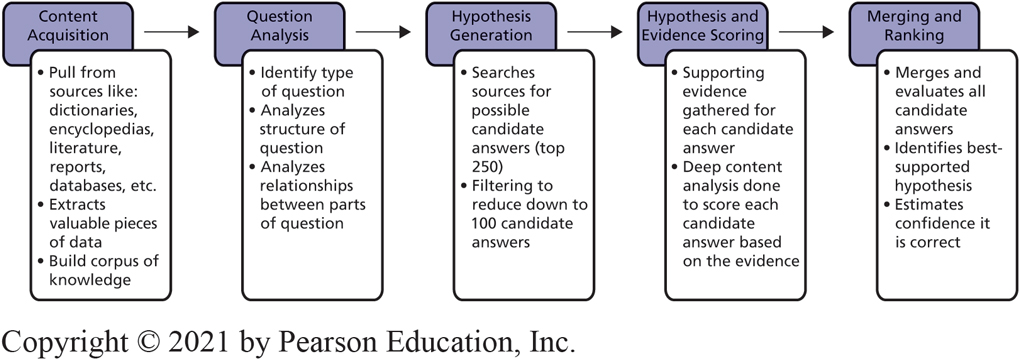 Content
Acquisition
• Pull from
sources like:
dictionaries,
encyclopedias,
literature,
reports,
databases, etc.
• Extracts
valuable pieces
of data
• Build corpus of
knowledge
Question
Analysis
• Identify type
of question
• Analyzes
structure of
question
• Analyzes
relationships
between parts
of question
Hypothesis
Generation
• Searches
sources for
possible
candidate
answers (top
250)
• Filtering to
reduce down to
100 candidate
answers
Hypothesis and
Evidence Scoring
• Supporting
evidence
gathered for
each candidate
answer
• Deep content
analysis done
to score each
candidate
answer based
on the evidence
Merging and
Ranking
• Merges and
evaluates all
candidate
answers
• Identifies best-
supported
hypothesis
• Estimates
confidence it
is correct
Copyright © 2021 by Pearson Education, Inc.